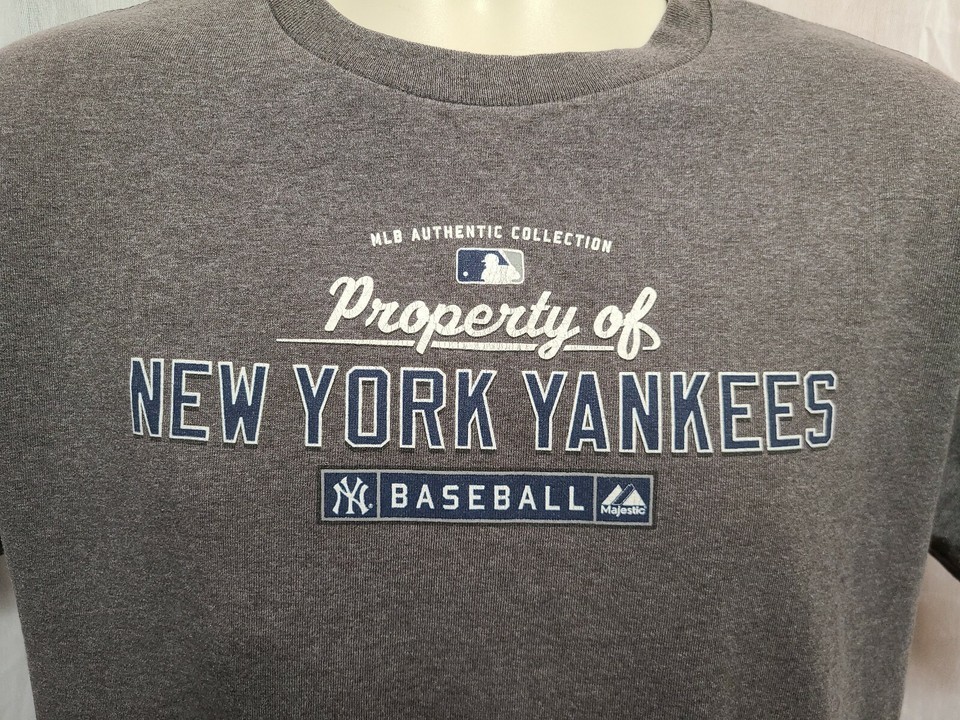 MLB AUTHENTIC COLLECTION
Property of
NEW YORK YANKEES
NY BASEBALL Majestic